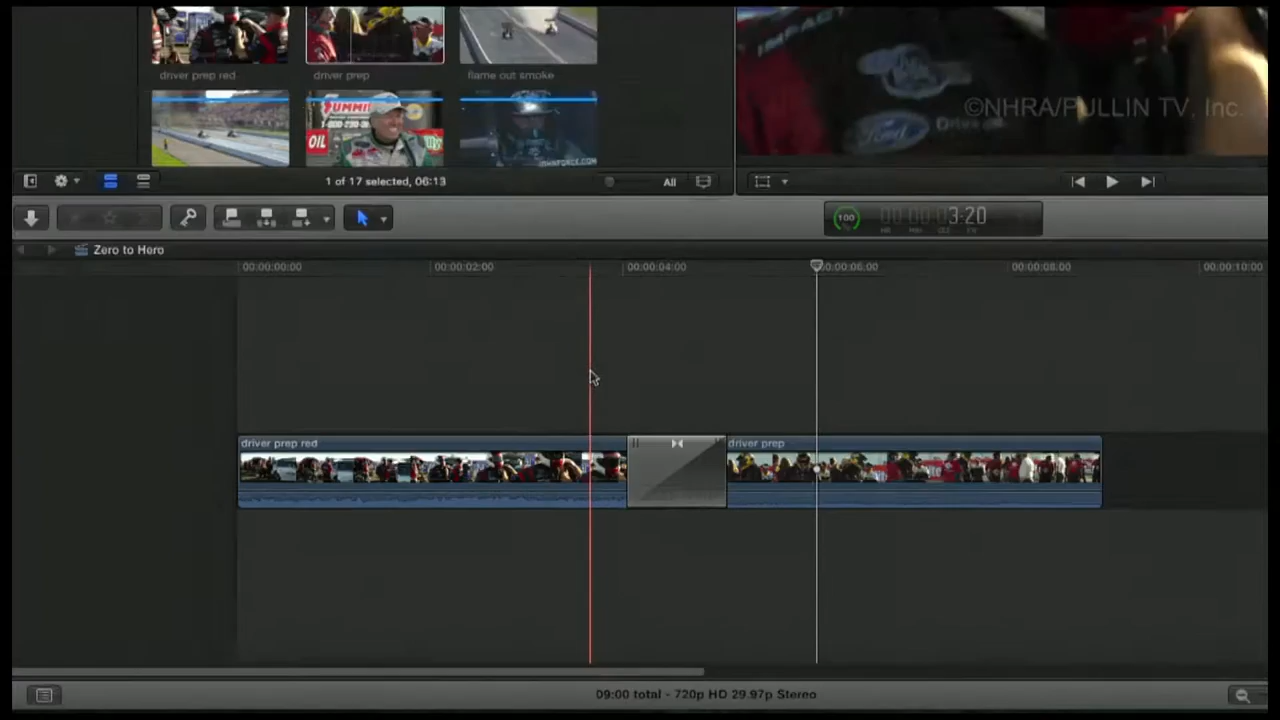 IMPACT
©NHRA/PULLIN TV, Inc.
Ford
driver prep red
driver prep
flame out smoke
SUMMIT
OIL
1 of 17 selected, 06:13
All
100
3:20
Zero to Hero
00:00:00:00
00:00:02:00
00:00:04:00
00:00:06:00
00:00:08:00
00:00:10:00
driver prep red
driver prep
09:00 total - 720p HD 29.97p Stereo